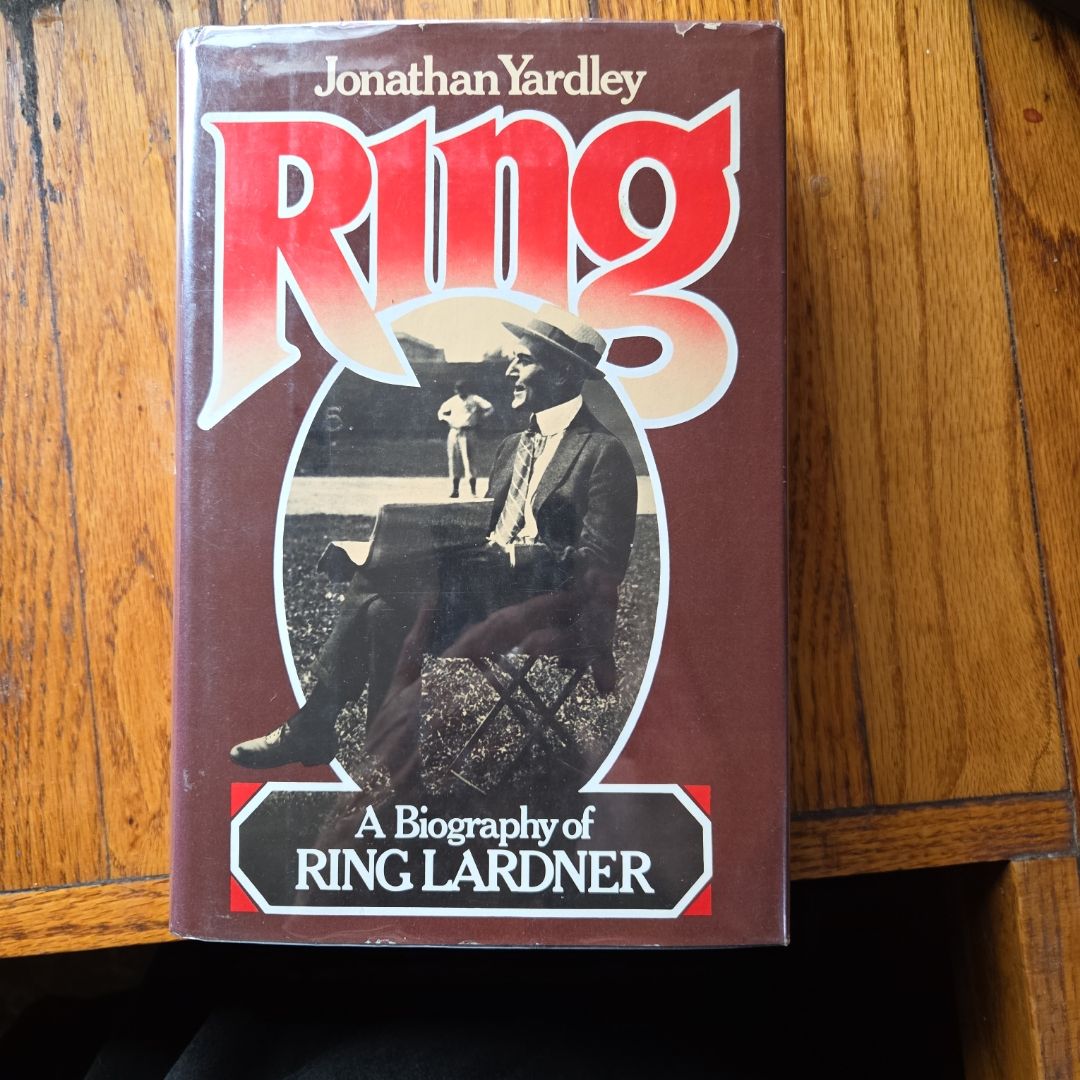 Jonathan Yardley
Ring
A Biography of
RING LARDNER